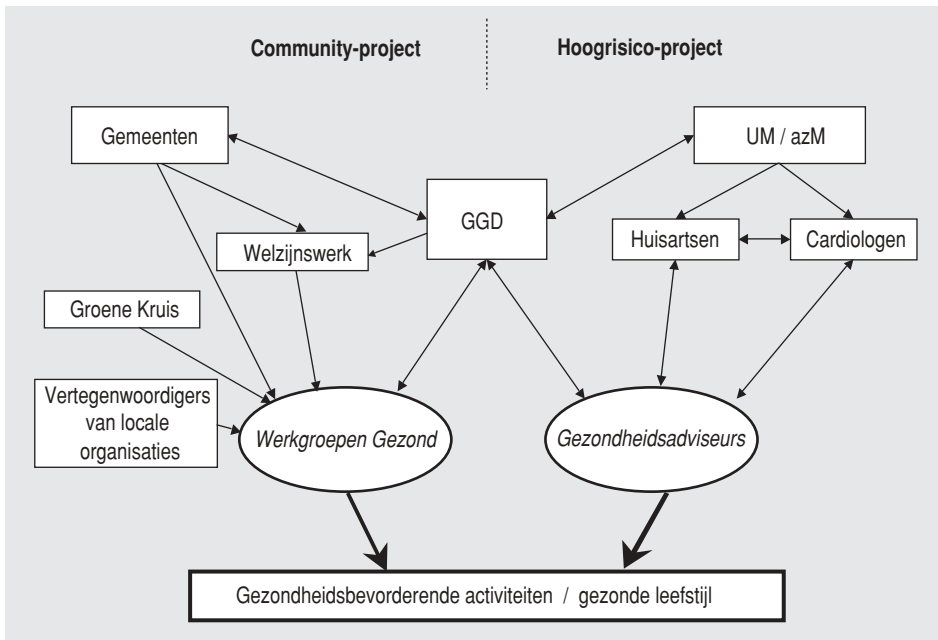 Community-project
Hoogrisico-project
Gemeenten
UM / azM
GGD
Welzijnswerk
Huisartsen
Cardiologen
Groene Kruis
Vertegenwoordigers
van locale
organisaties
Werkgroepen Gezond
Gezondheidsadviseurs
Gezondheidsbevorderende activiteiten / gezonde leefstijl